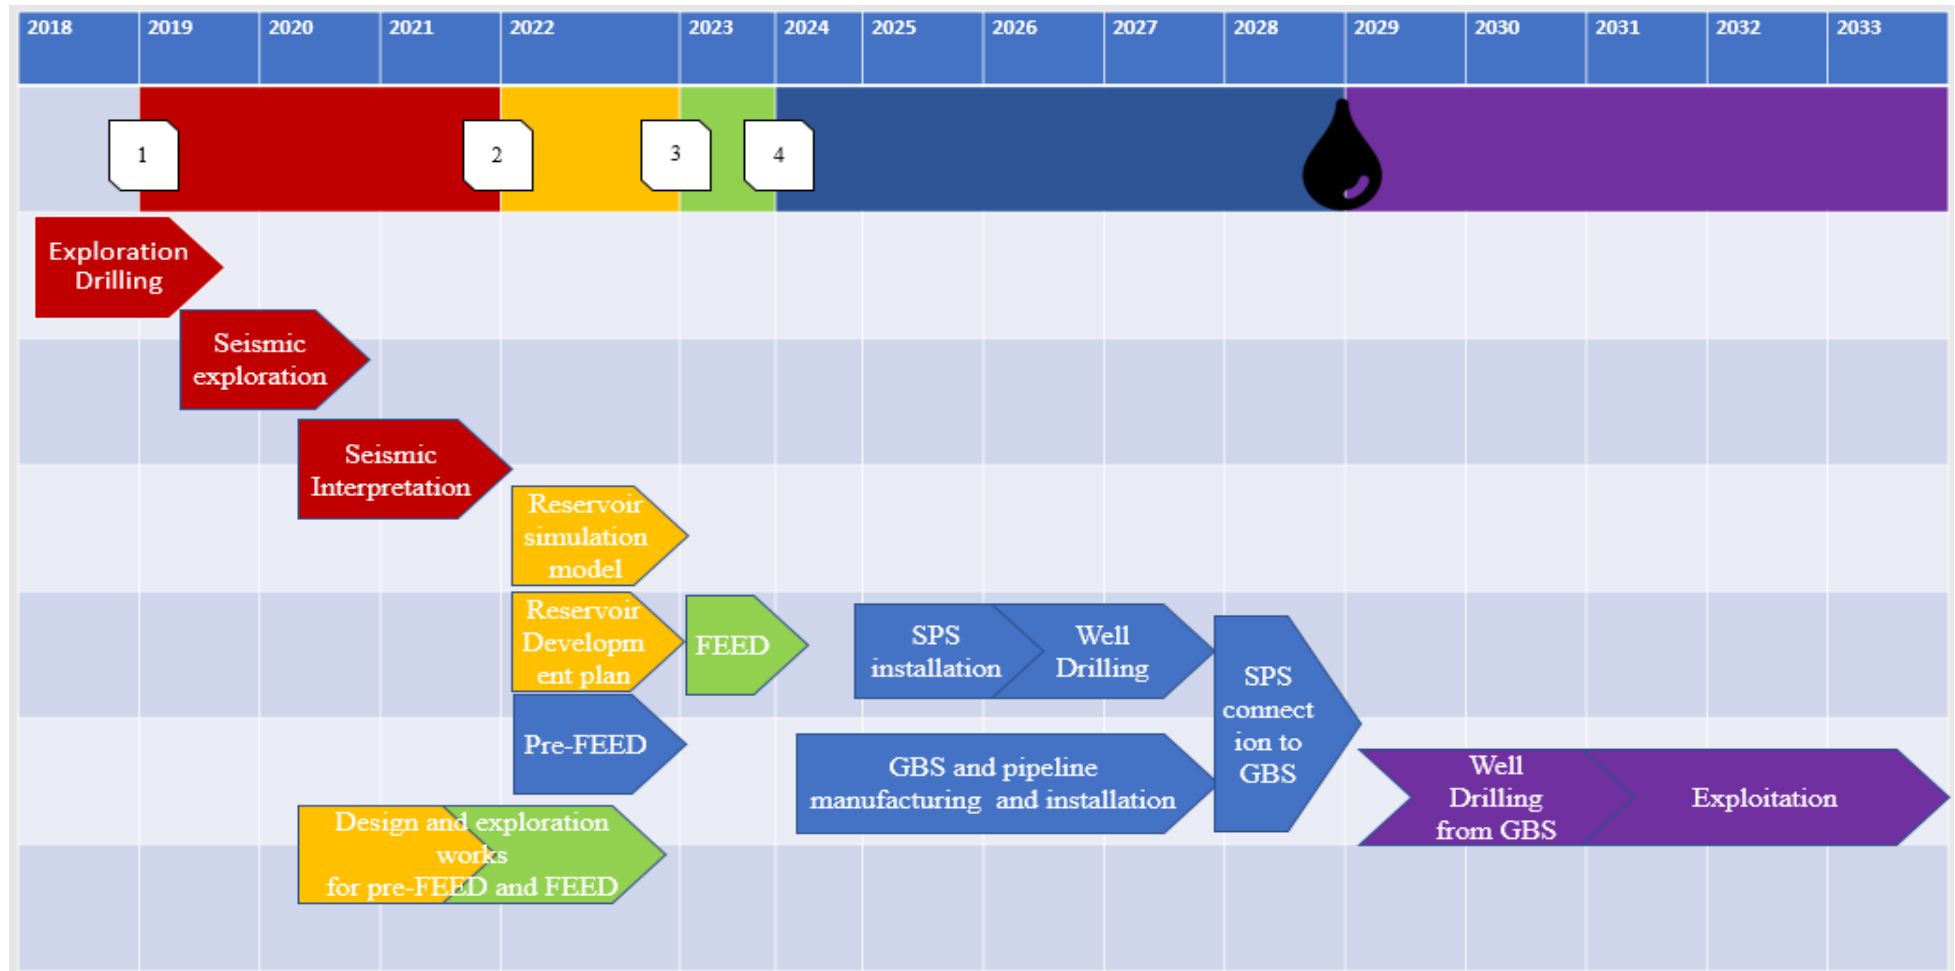 2018 2019 2020 2021 2022 2023 2024 2025 2026 2027 2028 2029 2030 2031 2032 2033
1 2 3 4
Exploration
Drilling
Seismic
exploration
Seismic
Interpretation
Reservoir
simulation
model
Reservoir
Developm
ent plan
FEED
SPS
installation
Well
Drilling
SPS
connect
ion to
GBS
Pre-FEED
GBS and pipeline
manufacturing and installation
Well
Drilling
from GBS
Exploitation
Design and exploration
works
for pre-FEED and FEED